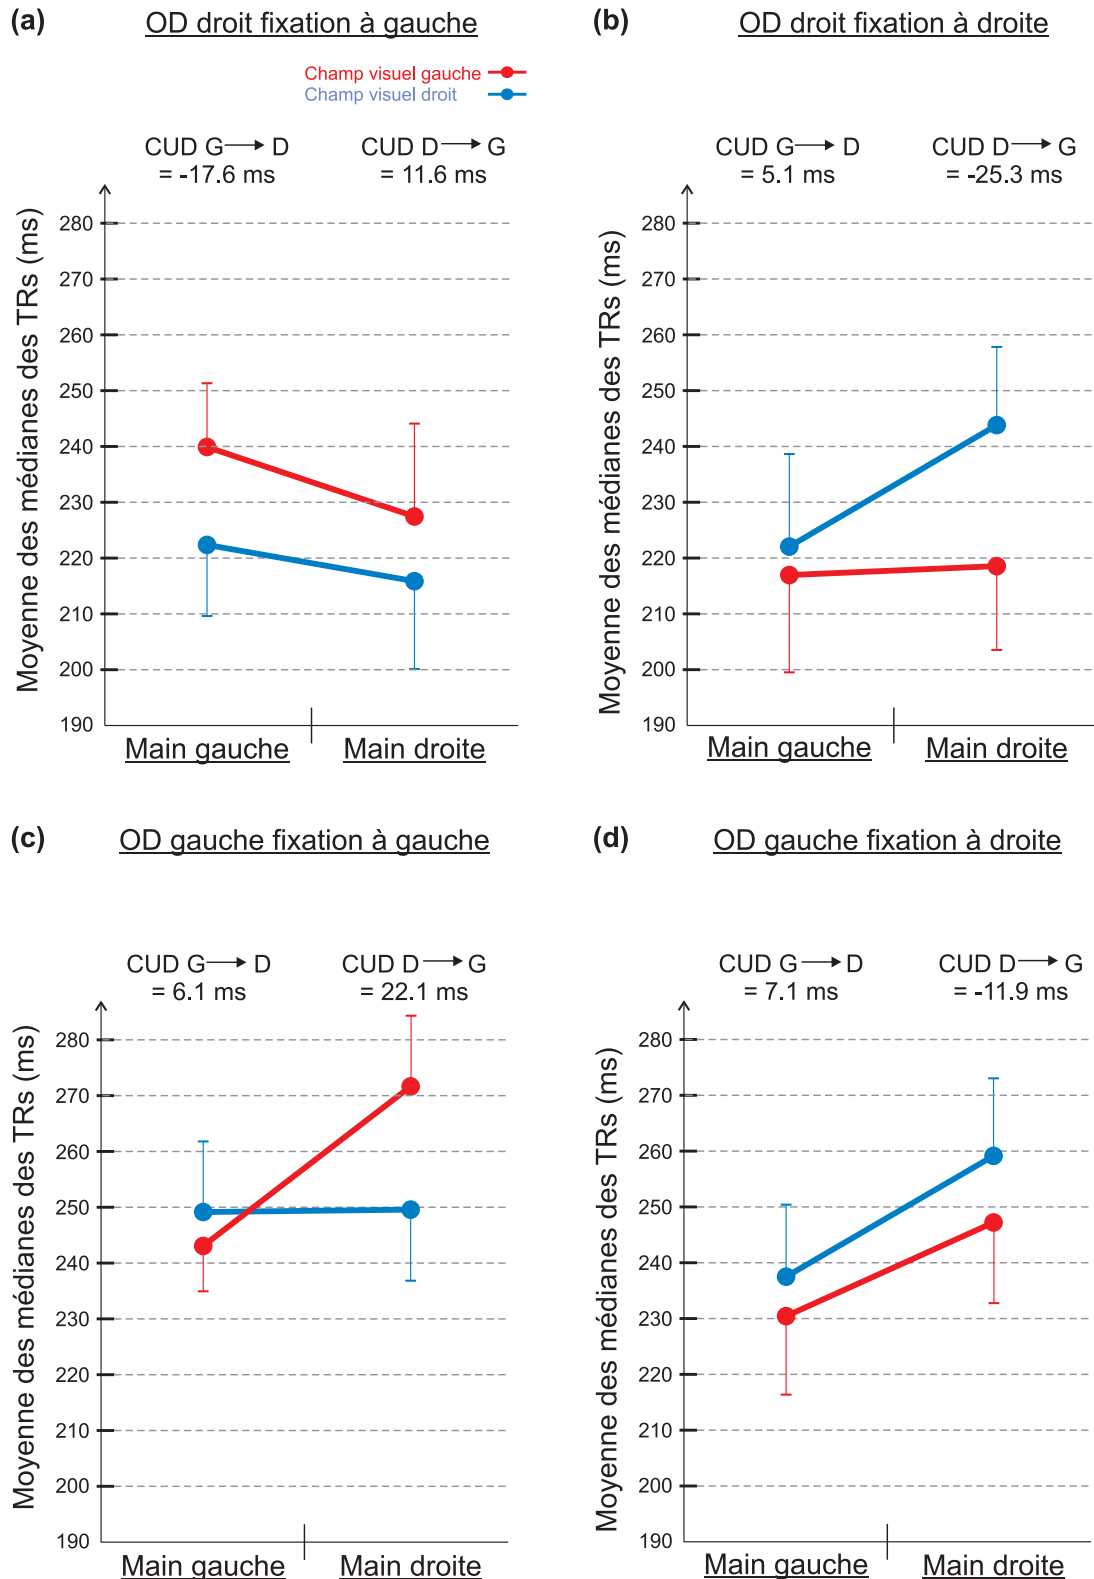 (a) OD droit fixation à gauche
Champ visuel gauche
Champ visuel droit
CUD G → D
= -17.6 ms
CUD D → G
= 11.6 ms
Moyenne des médianes des TRs (ms)
280
270
260
250
240
230
220
210
200
190
Main gauche
Main droite
(b) OD droit fixation à droite
CUD G → D
= 5.1 ms
CUD D → G
= -25.3 ms
Moyenne des médianes des TRs (ms)
280
270
260
250
240
230
220
210
200
190
Main gauche
Main droite
(c) OD gauche fixation à gauche
CUD G → D
= 6.1 ms
CUD D → G
= 22.1 ms
Moyenne des médianes des TRs (ms)
280
270
260
250
240
230
220
210
200
190
Main gauche
Main droite
(d) OD gauche fixation à droite
CUD G → D
= 7.1 ms
CUD D → G
= -11.9 ms
Moyenne des médianes des TRs (ms)
280
270
260
250
240
230
220
210
200
190
Main gauche
Main droite